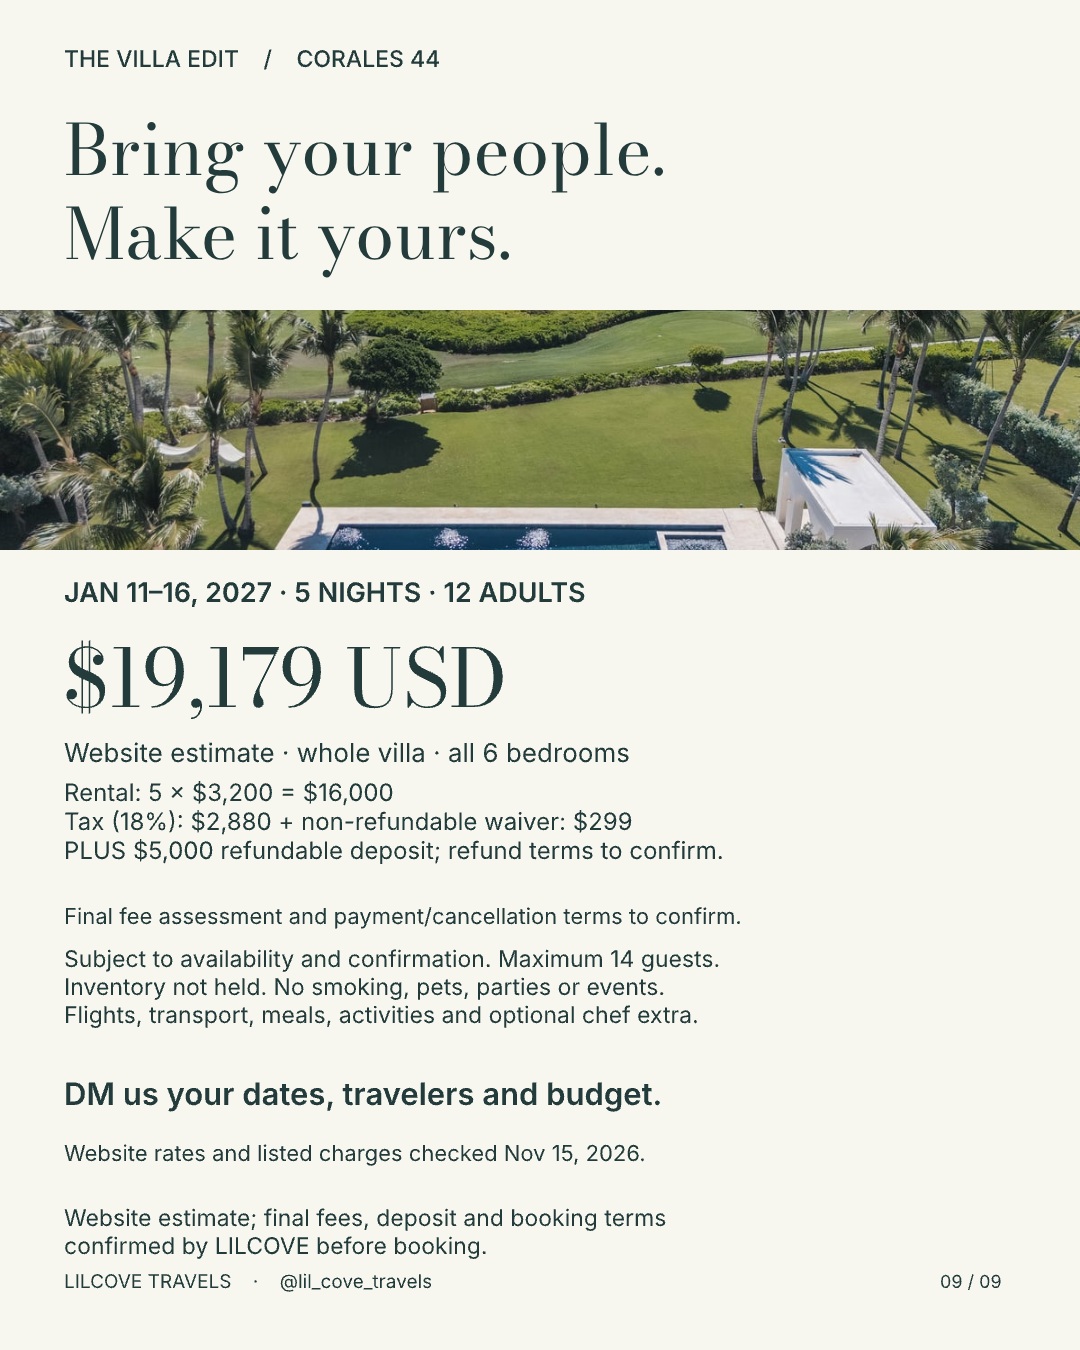 THE VILLA EDIT / CORALES 44
Bring your people.
Make it yours.
JAN 11–16, 2027 · 5 NIGHTS · 12 ADULTS
$19,179 USD
Website estimate · whole villa · all 6 bedrooms
Rental: 5 × $3,200 = $16,000
Tax (18%): $2,880 + non-refundable waiver: $299
PLUS $5,000 refundable deposit; refund terms to confirm.
Final fee assessment and payment/cancellation terms to confirm.
Subject to availability and confirmation. Maximum 14 guests.
Inventory not held. No smoking, pets, parties or events.
Flights, transport, meals, activities and optional chef extra.
DM us your dates, travelers and budget.
Website rates and listed charges checked Nov 15, 2026.
Website estimate; final fees, deposit and booking terms
confirmed by LILCOVE before booking.
LILCOVE TRAVELS · @lil_cove_travels 09 / 09